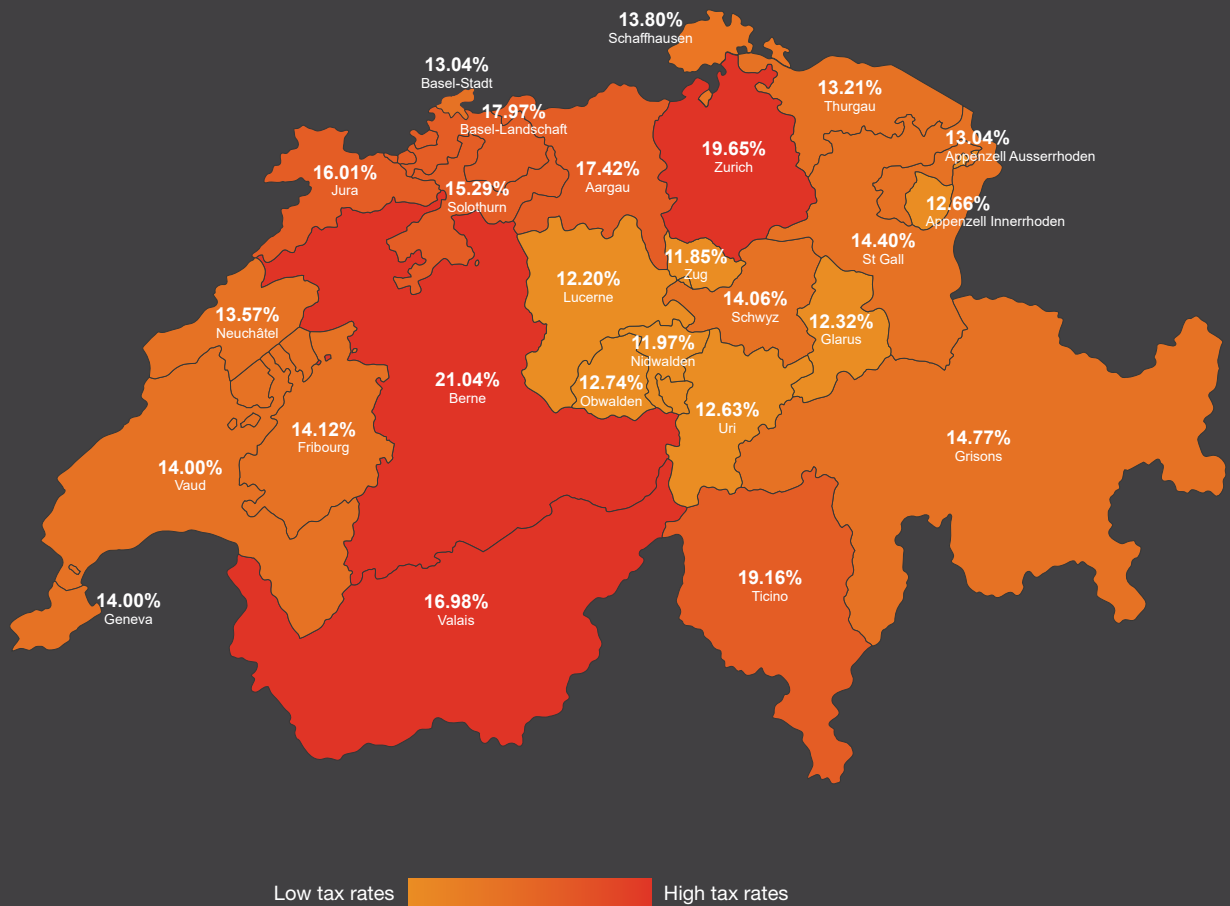 13.80%
Schaffhausen
13.04%
Basel-Stadt
17.97%
Basel-Landschaft
13.21%
Thurgau
13.04%
Appenzell Ausserrhoden
19.65%
Zurich
16.01%
Jura
15.29%
Solothurn
17.42%
Aargau
12.66%
Appenzell Innerhoden
14.40%
St Gall
11.85%
Zug
12.20%
Lucerne
14.06%
Schwyz
12.32%
Glarus
13.57%
Neuchâtel
11.97%
Nidwalden
12.74%
Obwalden
21.04%
Berne
12.63%
Uri
14.12%
Fribourg
14.77%
Grisons
14.00%
Vaud
19.16%
Ticino
14.00%
Geneva
16.98%
Valais
Low tax rates
High tax rates